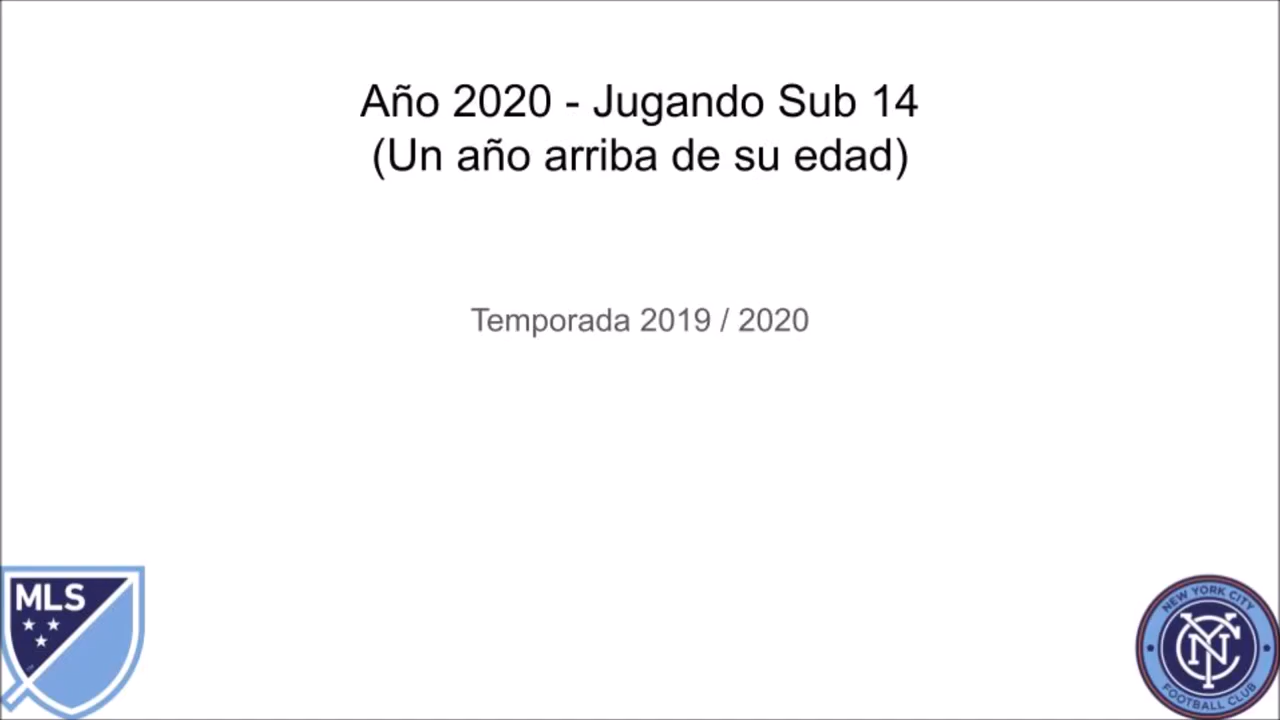 Año 2020 - Jugando Sub 14
(Un año arriba de su edad)
Temporada 2019 / 2020
MLS
NEW YORK CITY
NYC
FOOTBALL CLUB